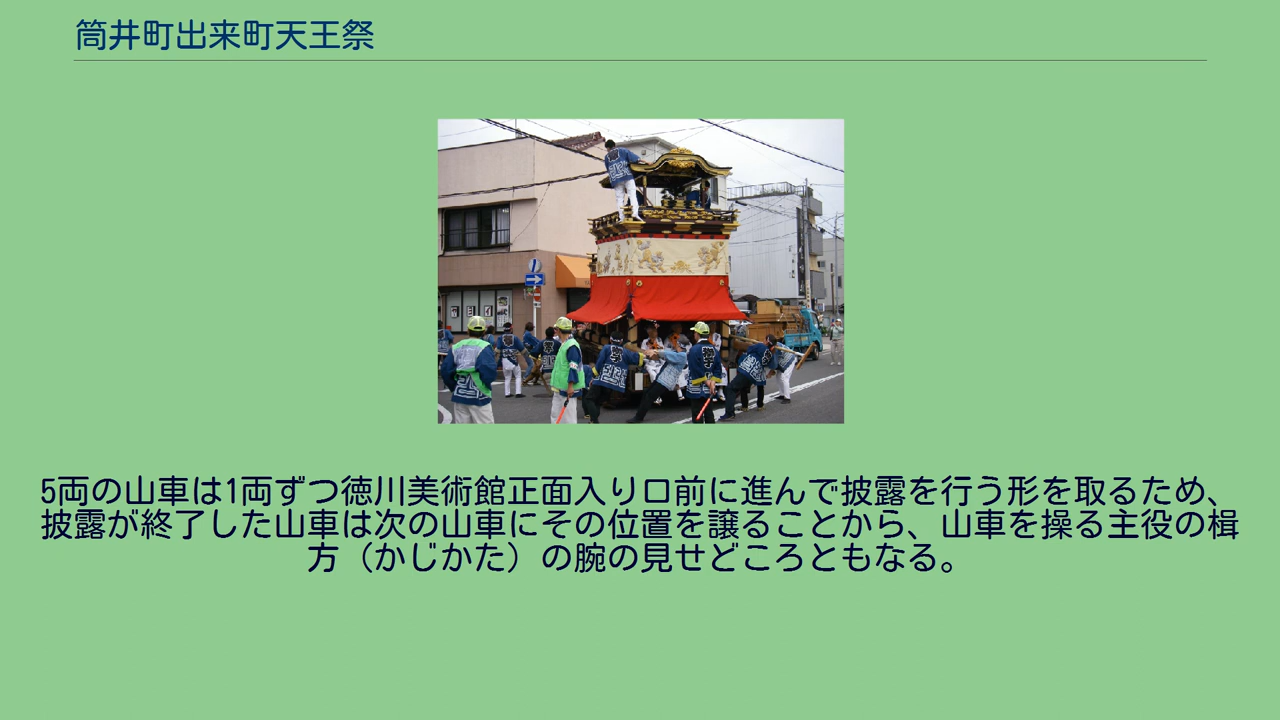 筒井町出来町天王祭
5両の山車は1両ずつ徳川美術館正面入り口前に進んで披露を行う形を取るため、
披露が終了した山車は次の山車にその位置を譲ることから、山車を操る主役の楫
方（かじかた）の腕の見せどころともなる。